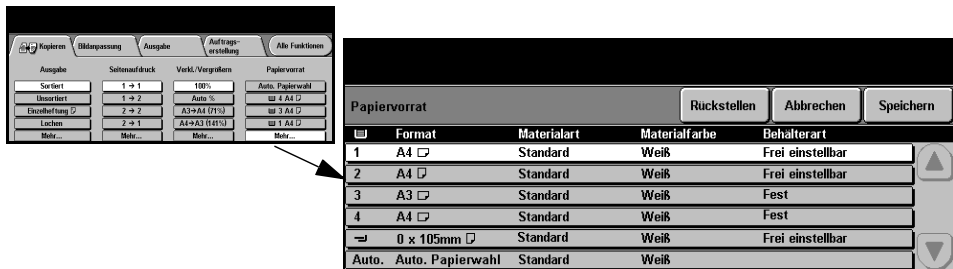 Kopieren Bildanpassung Ausgabe Auftrags-erstellung Alle Funktionen
Ausgabe Seitenaufdruck Verkl./Vergrößern Papiervorrat
Sortiert 1 → 1 100% Auto. Papierwahl
Unsortiert 1 → 2 Auto % 4 A4
Einzelheftung 2 → 2 A3→A4 (71%) 3 A4
Lochen 2 → 1 A4→A3 (141%) 1 A4
Mehr... Mehr... Mehr... Mehr...
Papiervorrat Rückstellen Abbrechen Speichern
Format Materialart Materialfarbe Behälterart
1 A4 Standard Weiß Frei einstellbar
2 A4 Standard Weiß Frei einstellbar
3 A3 Standard Weiß Fest
4 A4 Standard Weiß Fest
0 x 105mm Standard Weiß Frei einstellbar
Auto. Auto. Papierwahl Standard Weiß